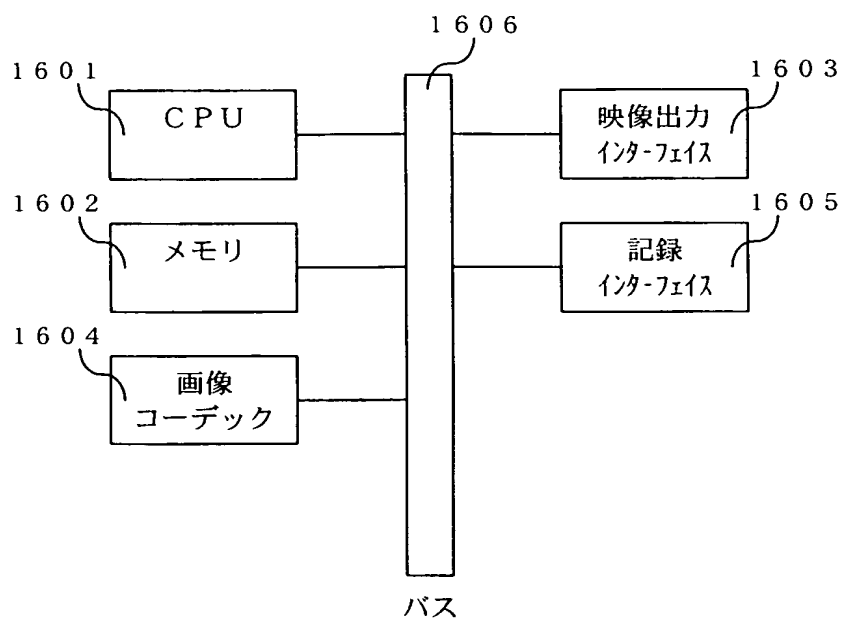 １６０６
１６０１
ＣＰＵ
１６０３
映像出力
ｲﾝﾀｰﾌｪｲｽ
１６０２
メモリ
１６０５
記録
ｲﾝﾀｰﾌｪｲｽ
１６０４
画像
コーデック
バス